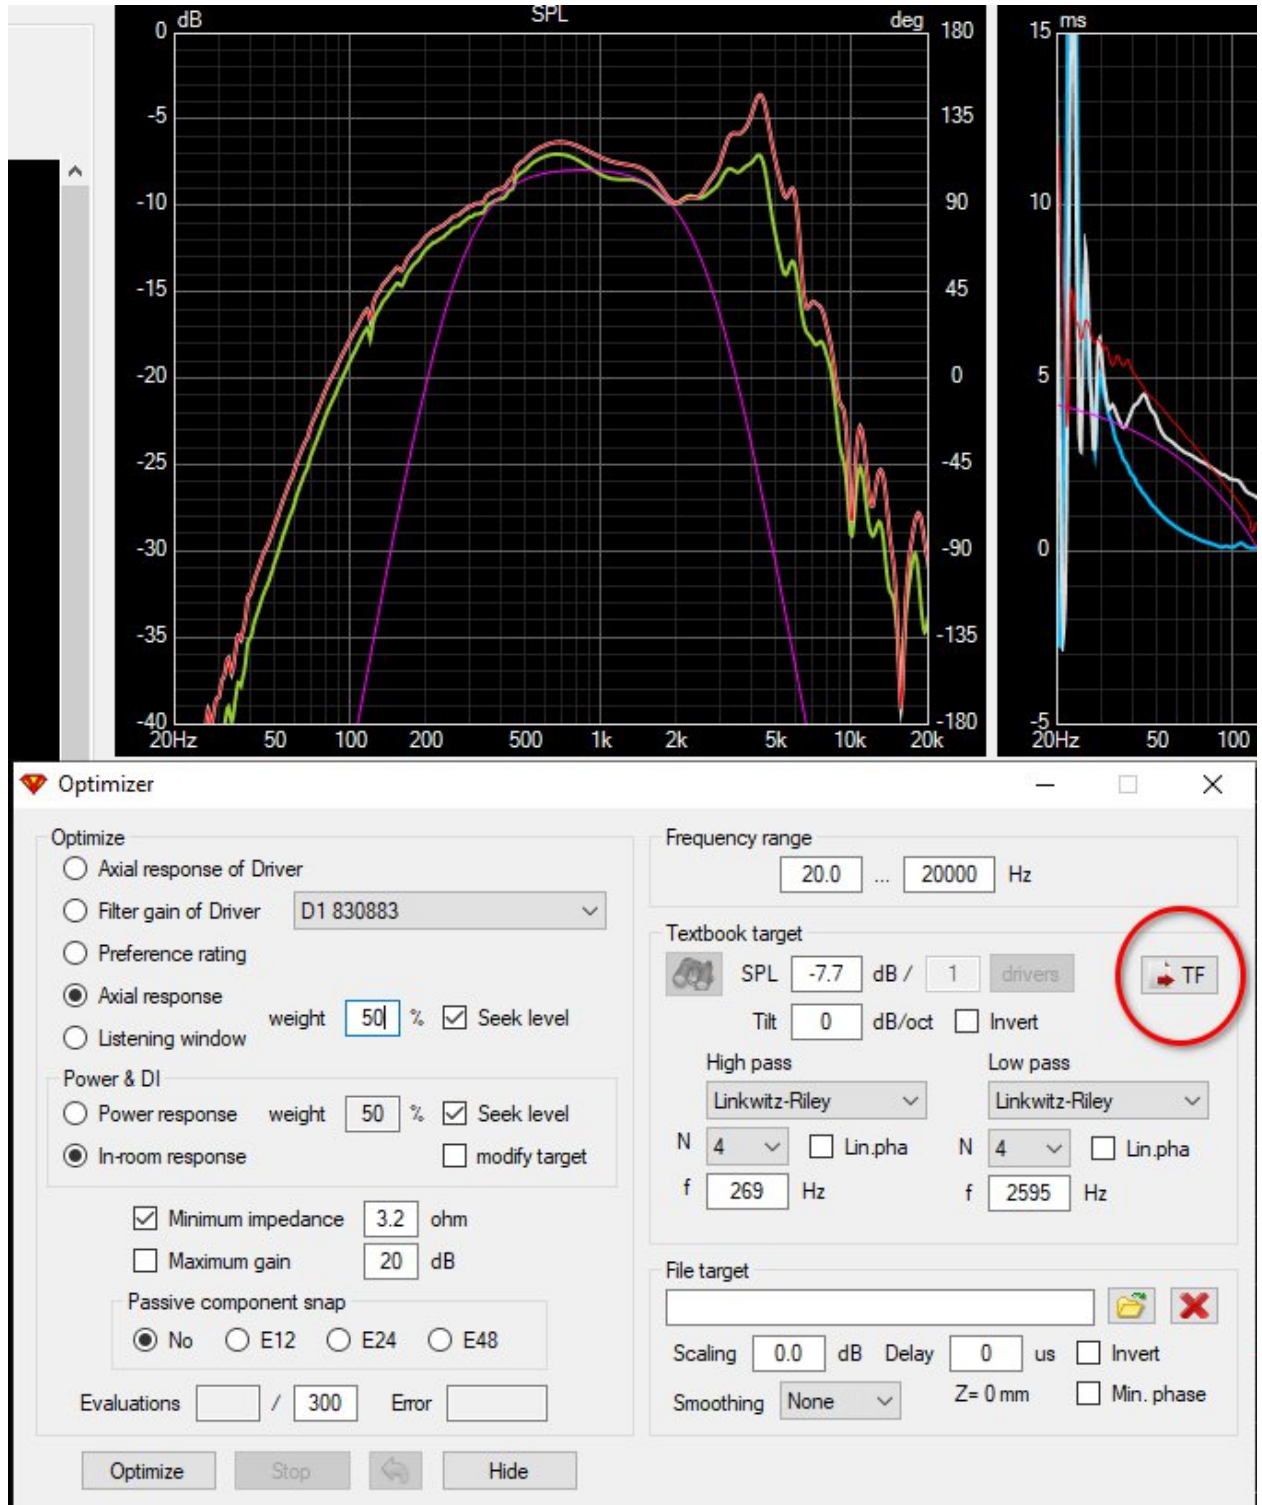 dB SPL deg
0 180
-5 135
-10 90
-15 45
-20 0
-25 -45
-30 -90
-35 -135
-40 -180
20Hz 50 100 200 500 1k 2k 5k 10k 20k
ms
15
10
5
0
-5
20Hz 50 100
Optimizer
Optimize
Axial response of Driver
Filter gain of Driver D1 830883
Preference rating
Axial response
Listening window
weight 50 % Seek level
Power & DI
Power response weight 50 % Seek level
In-room response modify target
Minimum impedance 3.2 ohm
Maximum gain 20 dB
Passive component snap
No E12 E24 E48
Evaluations / 300 Error
Optimize Stop Hide
Frequency range
20.0 ... 20000 Hz
Textbook target
SPL -7.7 dB / 1 drivers TF
Tilt 0 dB/oct Invert
High pass Low pass
Linkwitz-Riley Linkwitz-Riley
N 4 Lin.pha N 4 Lin.pha
f 269 Hz f 2595 Hz
File target
Scaling 0.0 dB Delay 0 us Invert
Smoothing None Z= 0 mm Min. phase